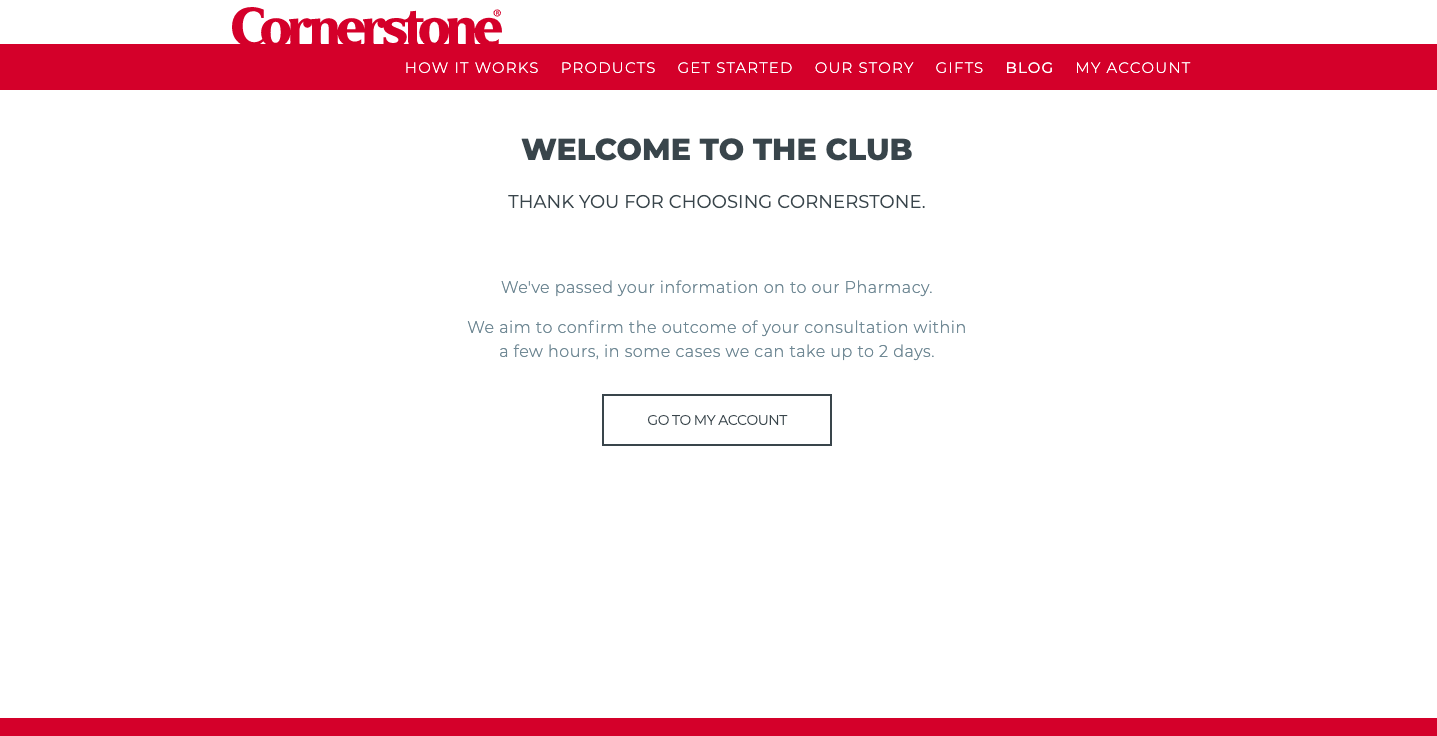 Cornerstone®
HOW IT WORKS PRODUCTS GET STARTED OUR STORY GIFTS BLOG MY ACCOUNT
WELCOME TO THE CLUB
THANK YOU FOR CHOOSING CORNERSTONE.
We've passed your information on to our Pharmacy.
We aim to confirm the outcome of your consultation within
a few hours, in some cases we can take up to 2 days.
GO TO MY ACCOUNT